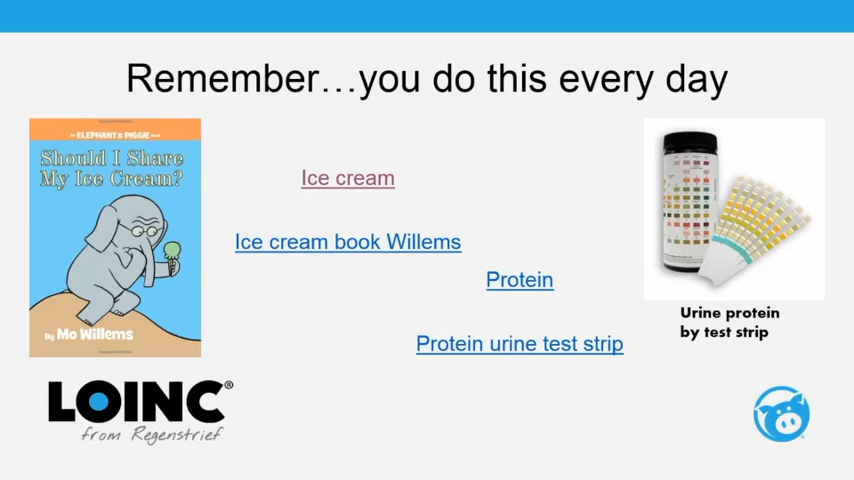 Remember…you do this every day
An ELEPHANT & PIGGIE Book
Should I Share
My Ice Cream?
By Mo Willems
Ice cream
Ice cream book Willems
Protein
Protein urine test strip
Urine protein
by test strip
LOINC®
from Regenstrief